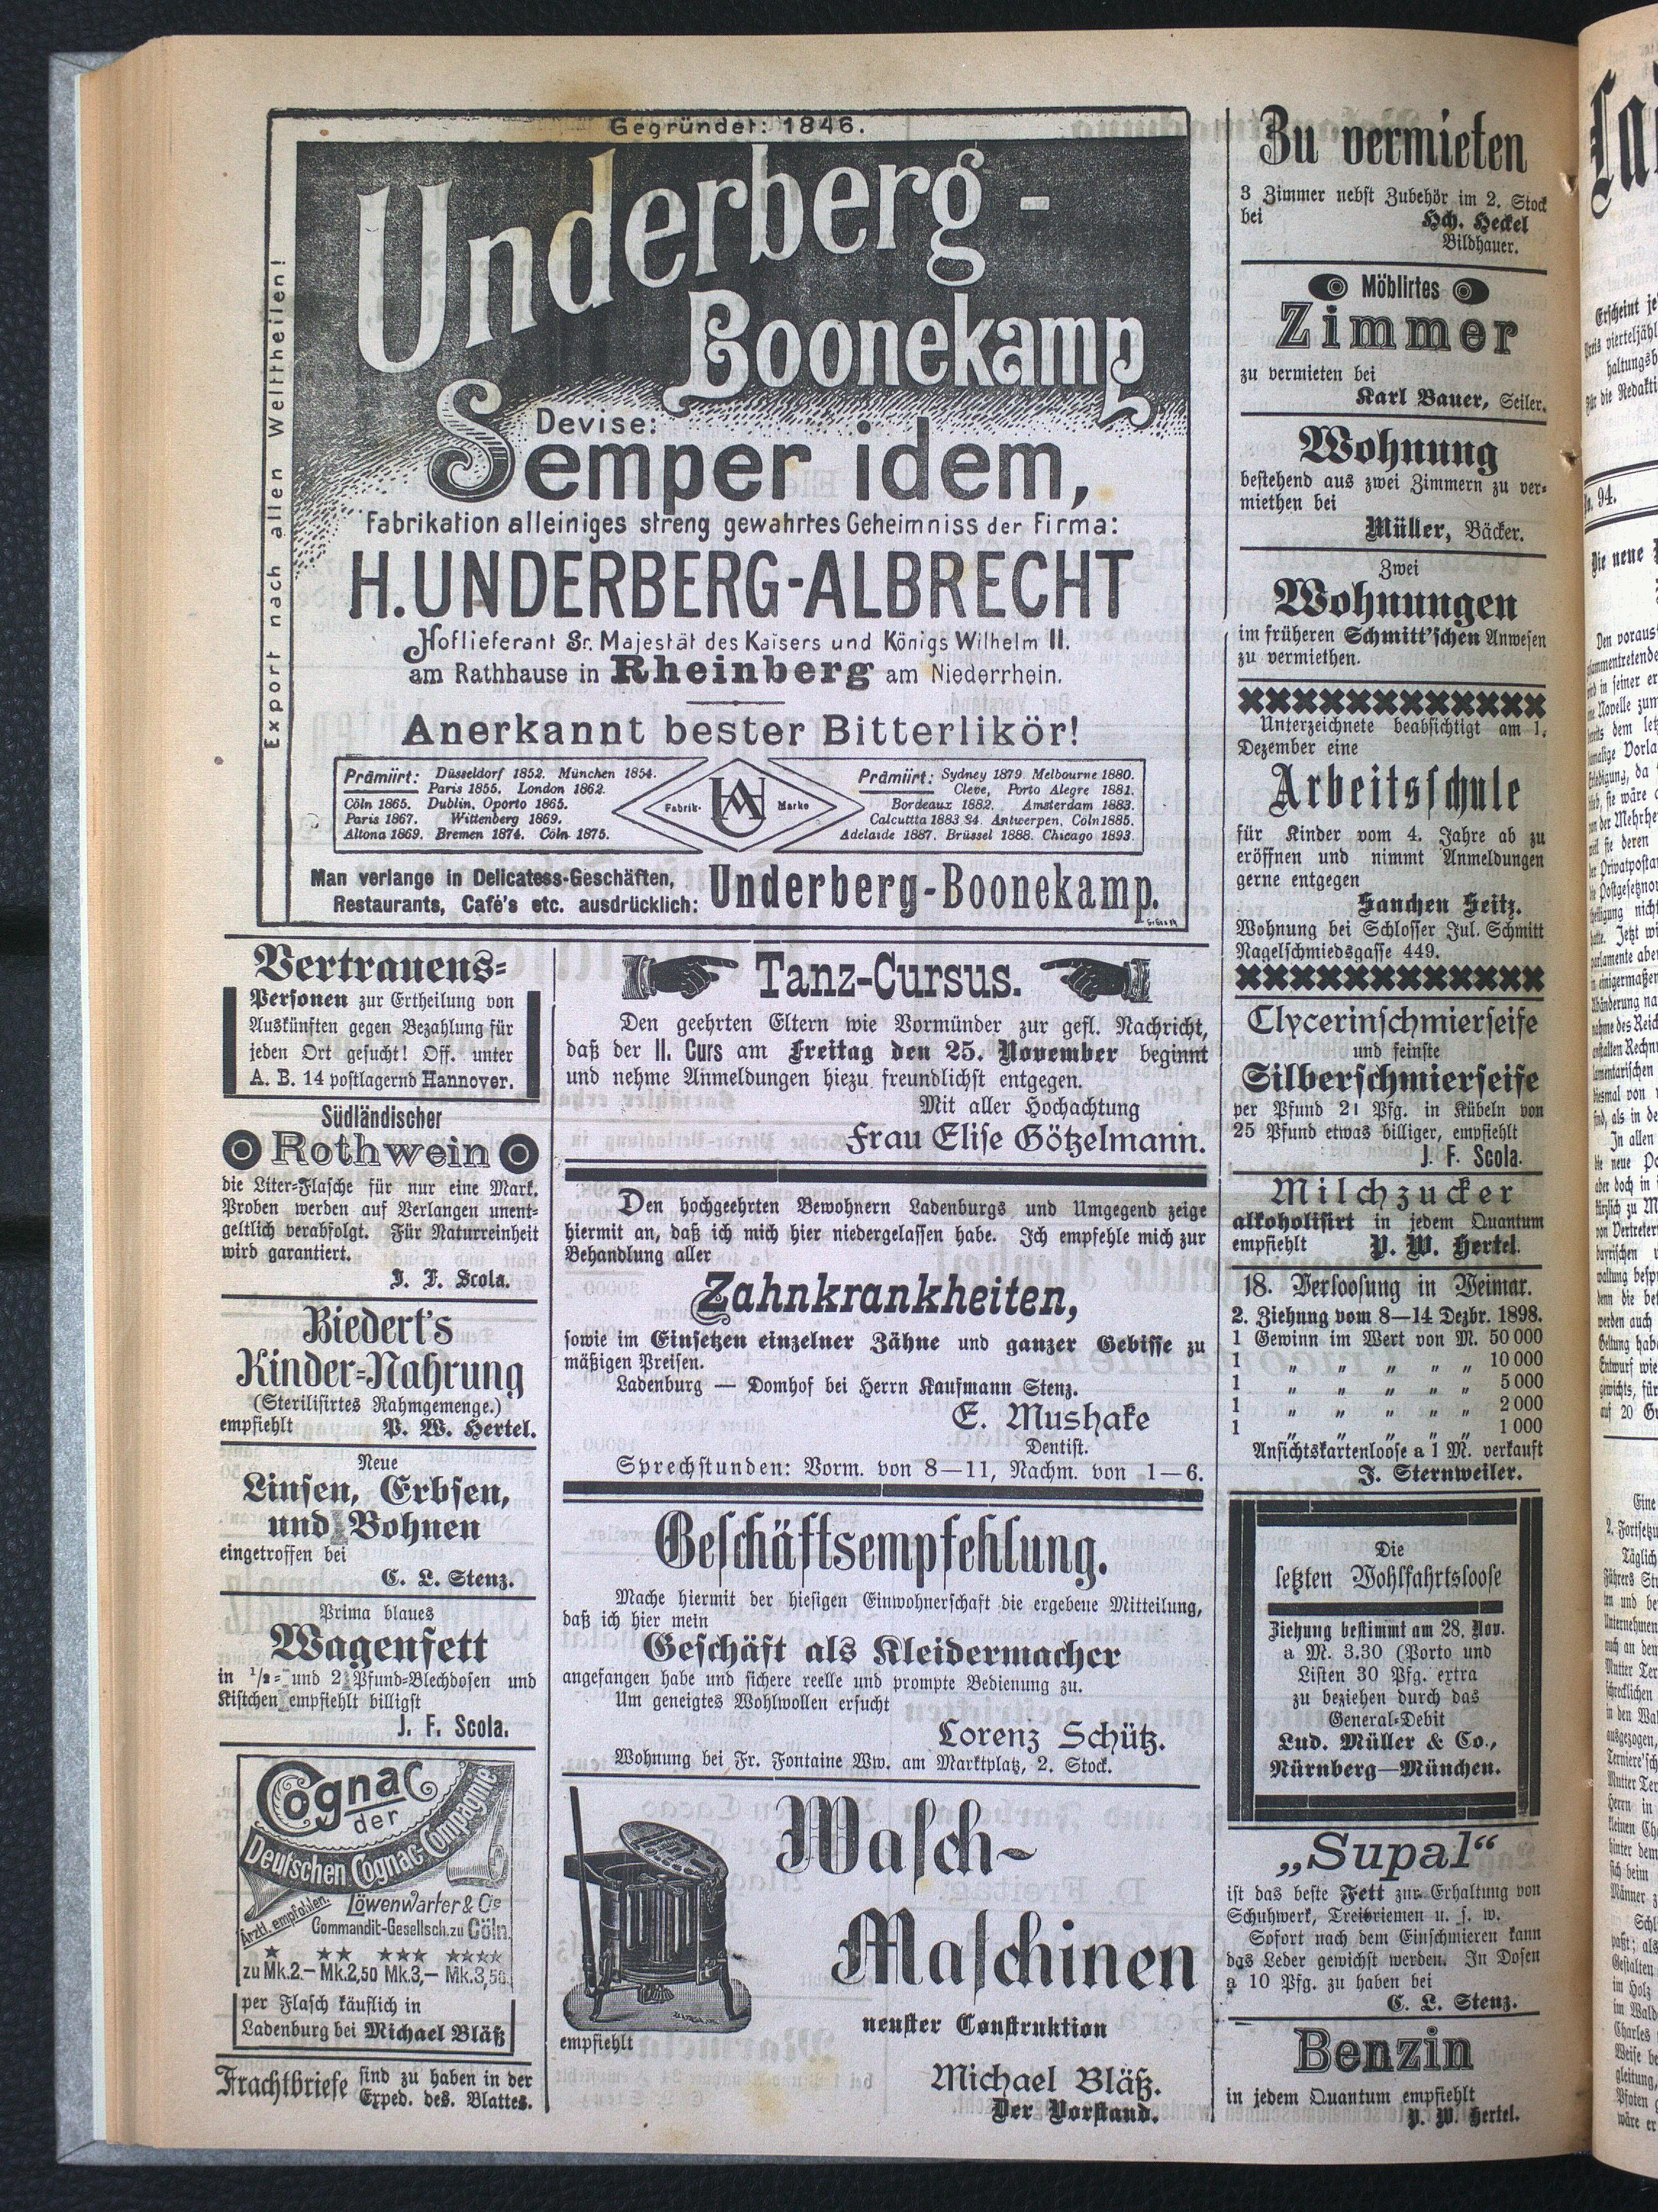 Gegründet: 1846.
Export nach allen Welttheilen!
Underberg-
Boonekamp
Devise:
Semper idem,
Fabrikation alleiniges streng gewahrtes Geheimniss der Firma:
H. UNDERBERG-ALBRECHT
Hoflieferant Sr. Majestät des Kaisers und Königs Wilhelm II.
am Rathhause in Rheinberg am Niederrhein.
Anerkannt bester Bitterlikör!
Prämiirt: Düsseldorf 1852. München 1854.
Paris 1855. London 1862.
Cöln 1865. Dublin, Oporto 1865.
Paris 1867. Wittenberg 1869.
Altona 1869. Bremen 1874. Cöln 1875.
Fabrik- Marke
Prämiirt: Sydney 1879. Melbourne 1880.
Cleve, Porto Alegre 1881.
Bordeaux 1882. Amsterdam 1883.
Calcuttta 1883.84. Antwerpen, Cöln 1885.
Adelaide 1887. Brüssel 1888. Chicago 1893.
Man verlange in Delicatess-Geschäften,
Restaurants, Café's etc. ausdrücklich: Underberg-Boonekamp.
Vertrauens-
Personen zur Ertheilung von
Auskünften gegen Bezahlung für
jeden Ort gesucht! Off. unter
A. B. 14 postlagernd Hannover.
Südländischer
Rothwein
die Liter-Flasche für nur eine Mark.
Proben werden auf Verlangen unent-
geltlich verabfolgt. Für Naturreinheit
wird garantiert.
J. F. Scola.
Biedert's
Kinder-Nahrung
(Sterilisirtes Rahmgemenge.)
empfiehlt P. W. Hertel.
Neue
Linsen, Erbsen,
und Bohnen
eingetroffen bei
C. L. Stenz.
Prima blaues
Wagenfett
in 1/2- und 2 Pfund-Blechdosen und
Kistchen empfiehlt billigst
J. F. Scola.
Cognac
der
Deutschen Cognac-Compagnie
Ärztl. empfohlen.
Löwenwarter & Cie
Commandit-Gesellsch. zu Cöln.
★ ★★ ★★★ ★★★★
zu Mk. 2.— Mk. 2,50 Mk. 3,— Mk. 3,50
per Flasch käuflich in
Ladenburg bei Michael Bläß
Frachtbriefe sind zu haben in der
Exped. des. Blattes.
Tanz-Cursus.
Den geehrten Eltern wie Vormünder zur gefl. Nachricht,
daß der II. Curs am Freitag den 25. November beginnt
und nehme Anmeldungen hiezu freundlichst entgegen.
Mit aller Hochachtung
Frau Elise Götzelmann.
Den hochgeehrten Bewohnern Ladenburgs und Umgegend zeige
hiermit an, daß ich mich hier niedergelassen habe. Ich empfehle mich zur
Behandlung aller
Zahnkrankheiten,
sowie im Einsetzen einzelner Zähne und ganzer Gebisse zu
mäßigen Preisen.
Ladenburg — Domhof bei Herrn Kaufmann Stenz.
E. Mushake
Dentist.
Sprechstunden: Vorm. von 8—11, Nachm. von 1—6.
Geschäftsempfehlung.
Mache hiermit der hiesigen Einwohnerschaft die ergebene Mitteilung,
daß ich hier mein
Geschäft als Kleidermacher
angefangen habe und sichere reelle und prompte Bedienung zu.
Um geneigtes Wohlwollen ersucht
Lorenz Schütz.
Wohnung bei Fr. Fontaine Ww. am Marktplatz, 2. Stock.
Wasch-
Maschinen
neuster Construktion
empfiehlt
Michael Bläß.
Der Vorstand.
Zu vermieten
3 Zimmer nebst Zubehör im 2. Stock
bei Hch. Heckel
Bildhauer.
Möblirtes
Zimmer
zu vermieten bei
Karl Bauer, Seiler.
Wohnung
bestehend aus zwei Zimmern zu ver-
miethen bei
Müller, Bäcker.
Zwei
Wohnungen
im früheren Schmitt'schen Anwesen
zu vermiethen.
Unterzeichnete beabsichtigt am 1.
Dezember eine
Arbeitsschule
für Kinder vom 4. Jahre ab zu
eröffnen und nimmt Anmeldungen
gerne entgegen
Hanchen Seitz.
Wohnung bei Schlosser Jul. Schmitt
Nagelschmiedsgasse 449.
Clycerinschmierseife
und feinste
Silberschmierseife
per Pfund 21 Pfg. in Kübeln von
25 Pfund etwas billiger, empfiehlt
J. F. Scola.
Milchzucker
alkoholisirt in jedem Quantum
empfiehlt P. W. Hertel.
18. Verloosung in Weimar.
2. Ziehung vom 8—14 Dezbr. 1898.
1 Gewinn im Wert von M. 50 000
1 " " " " " 10 000
1 " " " " " 5 000
1 " " " " " 2 000
1 " " " " " 1 000
Ansichtskartenloose a 1 M. verkauft
J. Sternweiler.
Die
letzten Wohlfahrtsloose
Ziehung bestimmt am 28. Nov.
a M. 3.30 (Porto und
Listen 30 Pfg. extra
zu beziehen durch das
General-Debit
Lud. Müller & Co.,
Nürnberg—München.
„Supal“
ist das beste Fett zur Erhaltung von
Schuhwerk, Treibriemen u. s. w.
Sofort nach dem Einschmieren kann
das Leder gewichst werden. In Dosen
a 10 Pfg. zu haben bei
C. L. Stenz.
Benzin
in jedem Quantum empfiehlt
P. W. Hertel.
Erscheint
No. 94.
Die neue